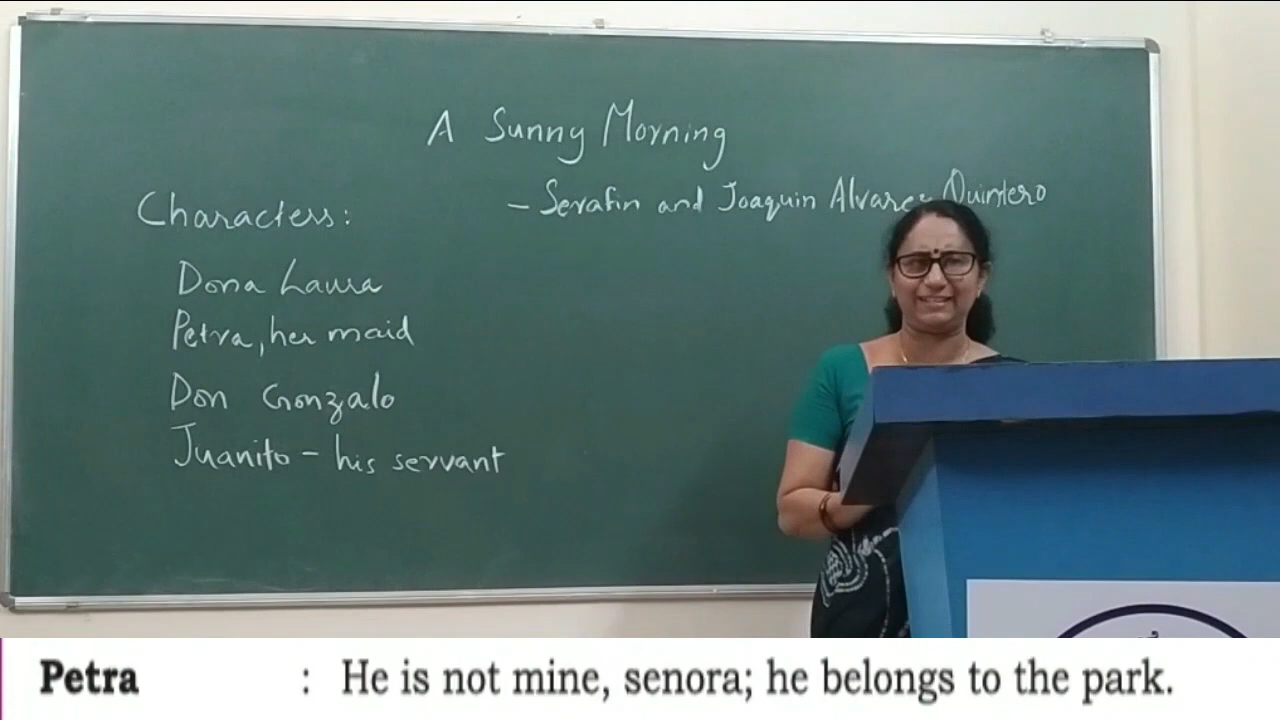 A Sunny Morning
- Serafin and Joaquin Alvarez Quintero
Characters:
Dona Laura
Petra, her maid
Don Gonzalo
Juanito - his servant
Petra : He is not mine, senora; he belongs to the park.